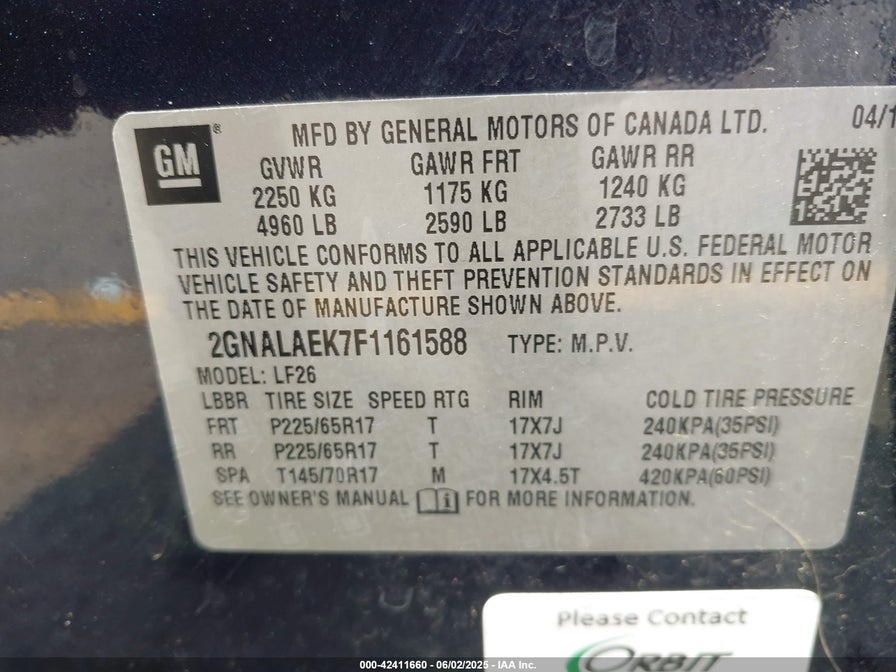 GM ®
MFD BY GENERAL MOTORS OF CANADA LTD. 04/1
GVWR GAWR FRT GAWR RR
2250 KG 1175 KG 1240 KG
4960 LB 2590 LB 2733 LB
THIS VEHICLE CONFORMS TO ALL APPLICABLE U.S. FEDERAL MOTOR
VEHICLE SAFETY AND THEFT PREVENTION STANDARDS IN EFFECT ON
THE DATE OF MANUFACTURE SHOWN ABOVE.
2GNALAEK7F1161588 TYPE: M.P.V.
MODEL: LF26
LBBR TIRE SIZE SPEED RTG RIM COLD TIRE PRESSURE
FRT P225/65R17 T 17X7J 240KPA(35PSI)
RR P225/65R17 T 17X7J 240KPA(35PSI)
SPA T145/70R17 M 17X4.5T 420KPA(60PSI)
SEE OWNER'S MANUAL i FOR MORE INFORMATION.
Please Contact
ORBIT
000-42411660 - 06/02/2025 - IAA Inc.